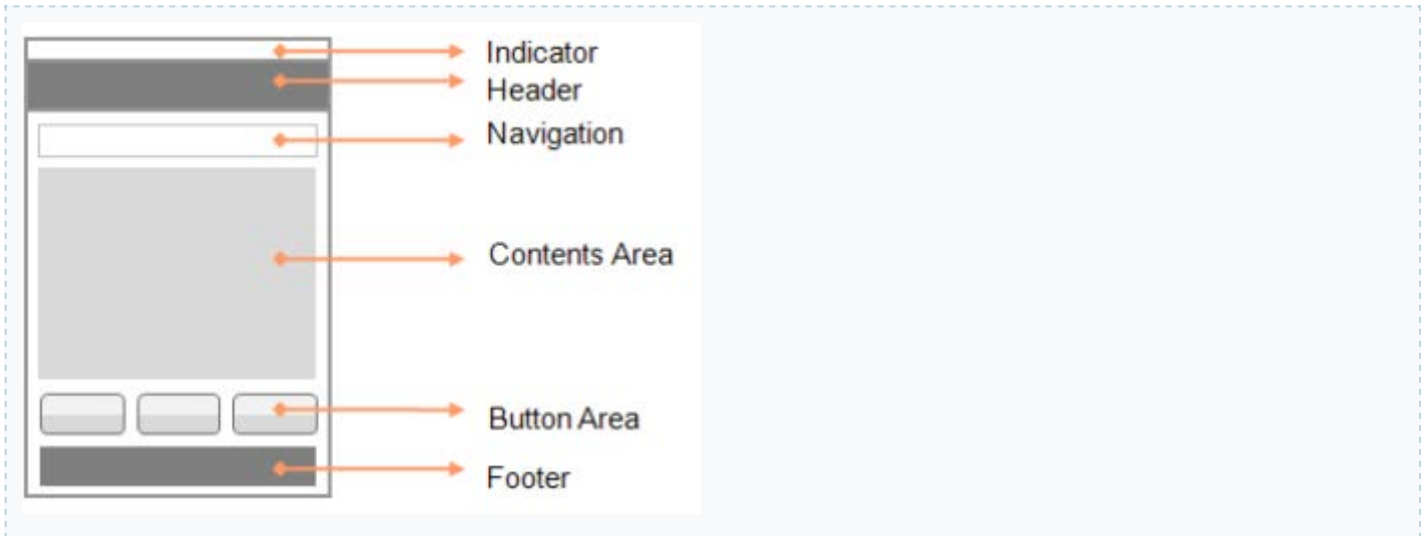 Indicator
Header
Navigation
Contents Area
Button Area
Footer